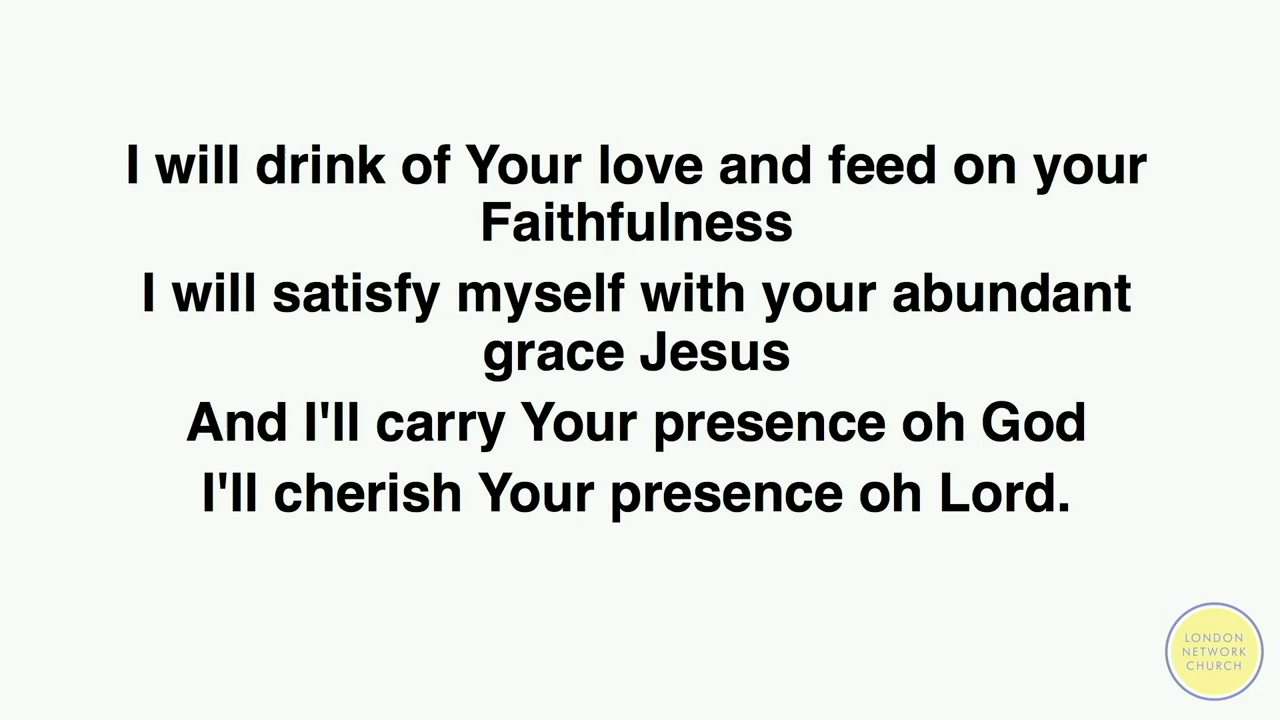 I will drink of Your love and feed on your
Faithfulness
I will satisfy myself with your abundant
grace Jesus
And I'll carry Your presence oh God
I'll cherish Your presence oh Lord.
LONDON
NETWORK
CHURCH